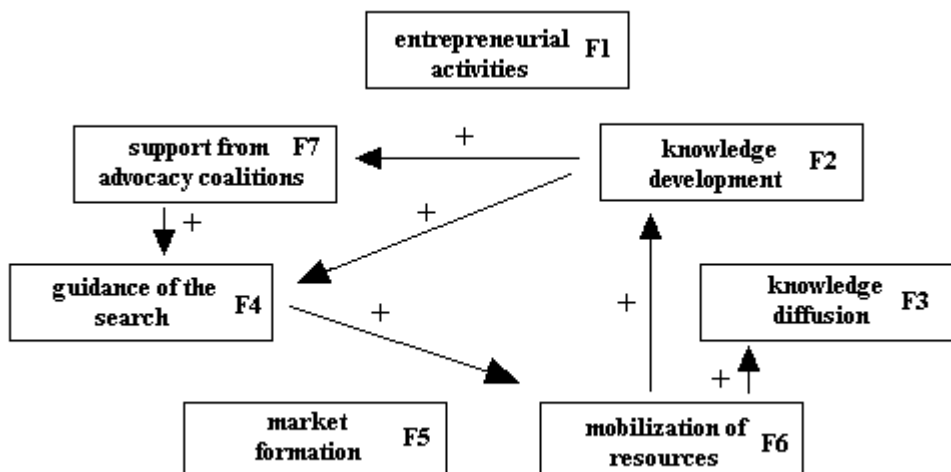 entrepreneurial
activities
F1
+
support from
advocacy coalitions
F7
knowledge
development
F2
+
+
guidance of the
search
F4
+
+
knowledge
diffusion
F3
+
market
formation
F5
mobilization of
resources
F6